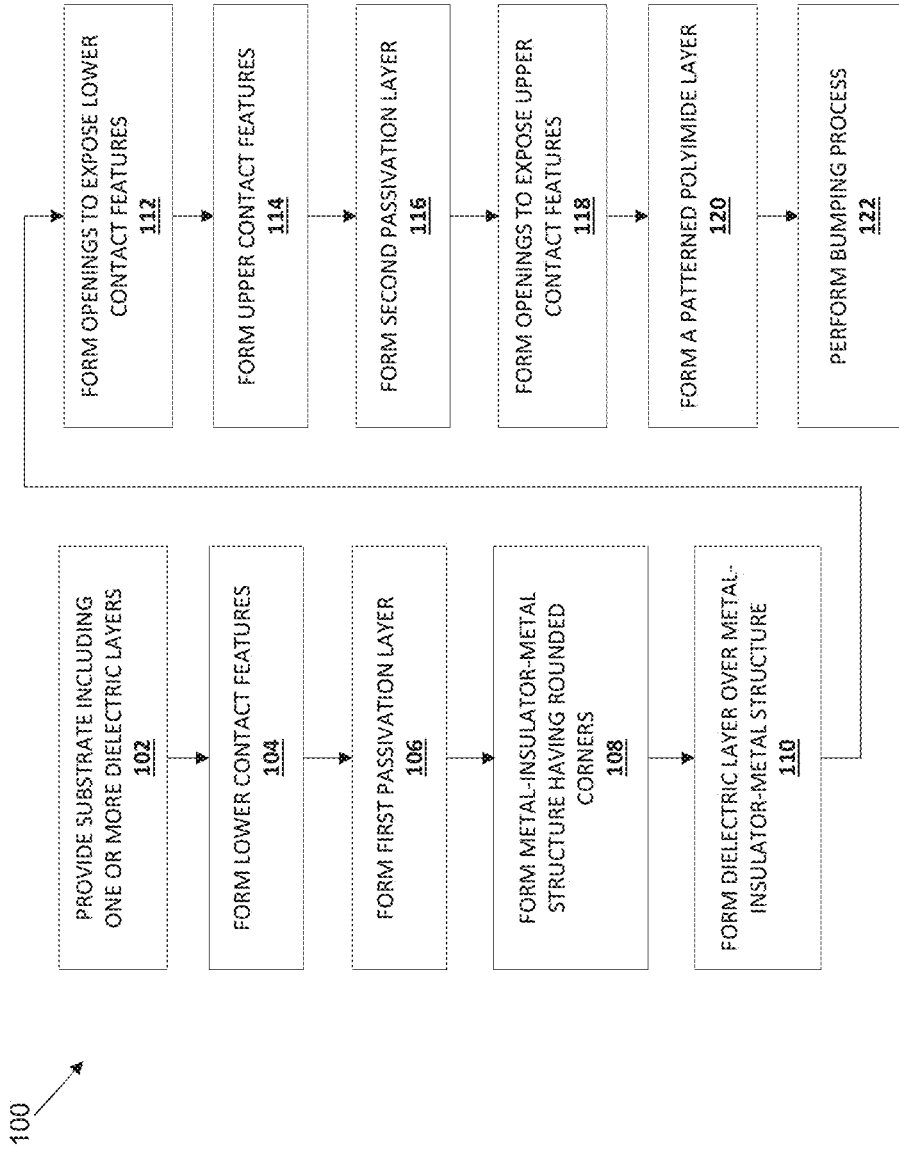 100
PROVIDE SUBSTRATE INCLUDING
ONE OR MORE DIELECTRIC LAYERS
102
FORM LOWER CONTACT FEATURES
104
FORM FIRST PASSIVATION LAYER
106
FORM METAL-INSULATOR-METAL
STRUCTURE HAVING ROUNDED
CORNERS
108
FORM DIELECTRIC LAYER OVER METAL-
INSULATOR-METAL STRUCTURE
110
FORM OPENINGS TO EXPOSE LOWER
CONTACT FEATURES
112
FORM UPPER CONTACT FEATURES
114
FORM SECOND PASSIVATION LAYER
116
FORM OPENINGS TO EXPOSE UPPER
CONTACT FEATURES
118
FORM A PATTERNED POLYIMIDE LAYER
120
PERFORM BUMPING PROCESS
122